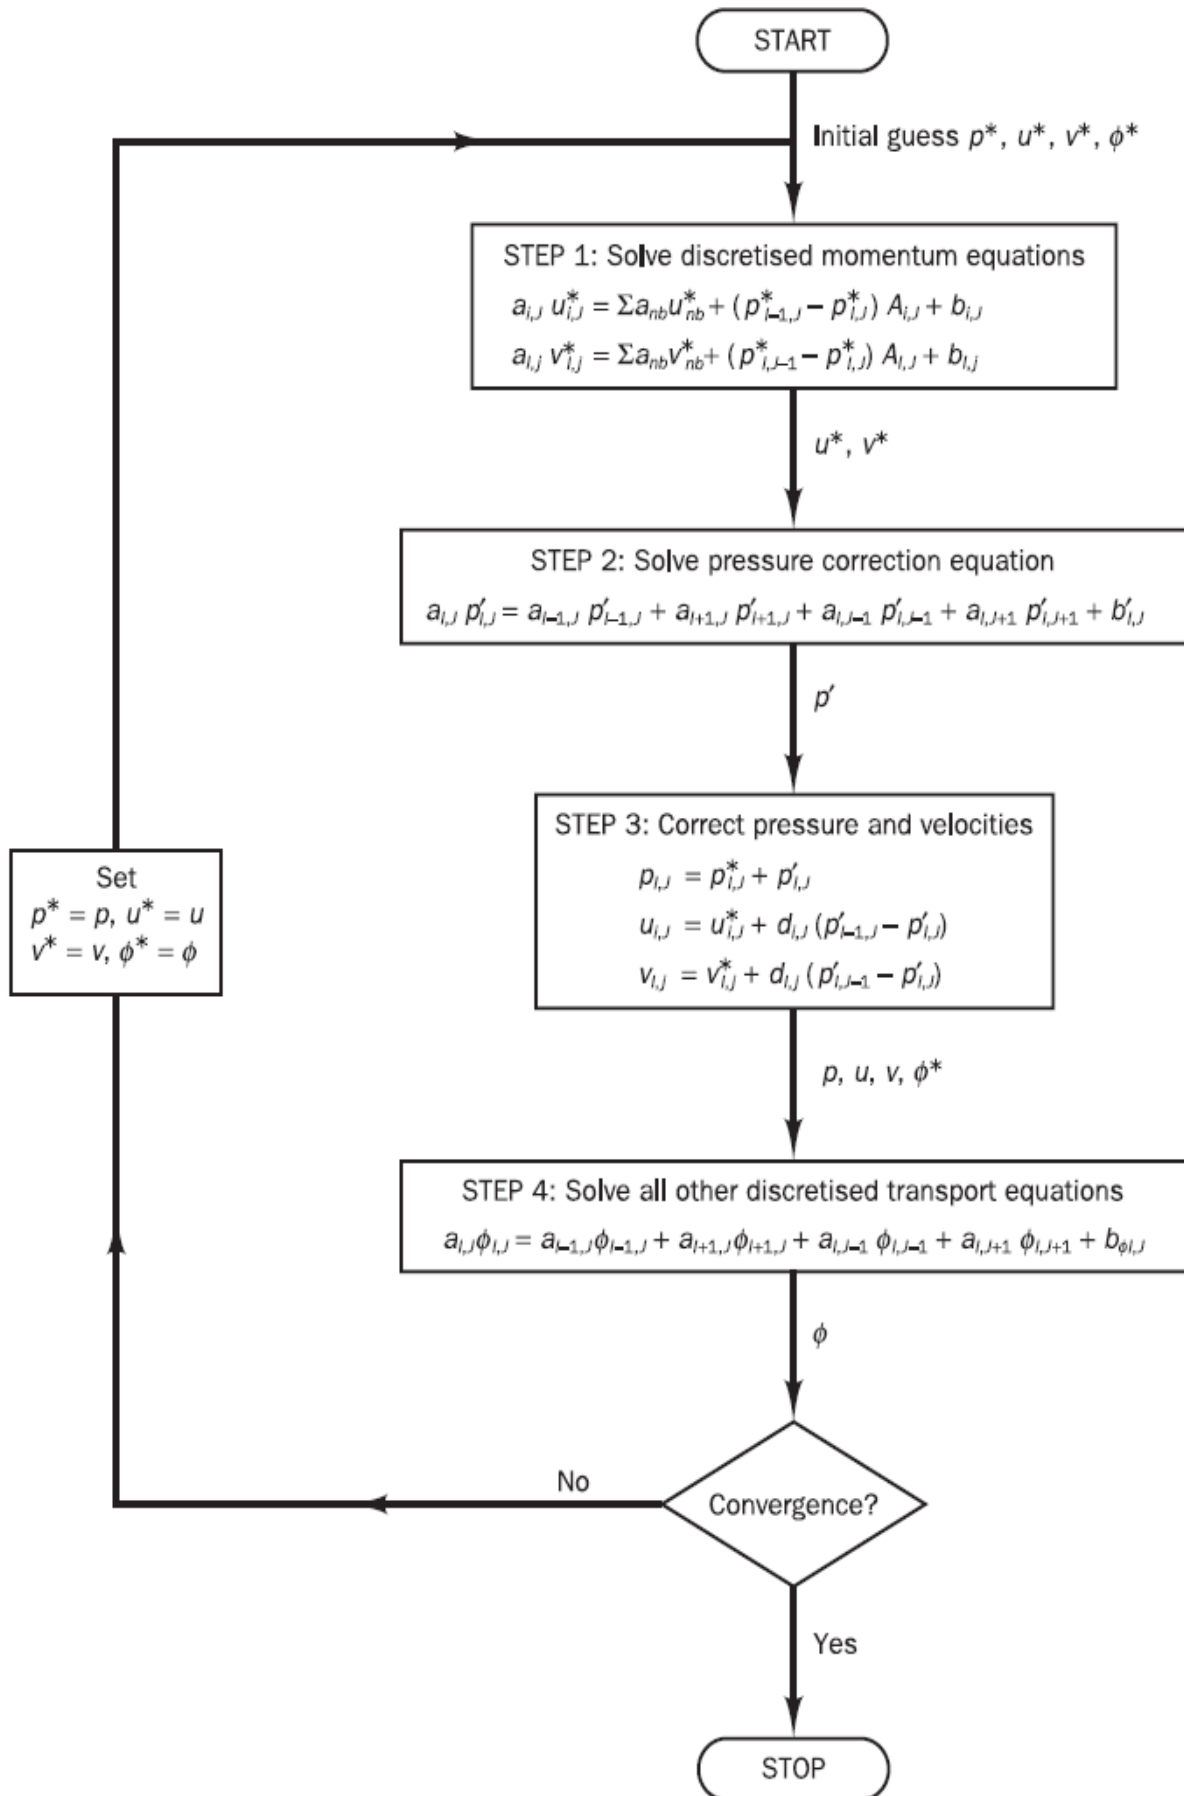 START
Initial guess p*, u*, v*, ϕ*
STEP 1: Solve discretised momentum equations
a_{i,J} u*_{i,J} = Σa_{nb}u*_{nb} + (p*_{I–1,J} – p*_{I,J}) A_{i,J} + b_{i,J}
a_{I,j} v*_{I,j} = Σa_{nb}v*_{nb} + (p*_{I,J–1} – p*_{I,J}) A_{I,J} + b_{I,j}
u*, v*
STEP 2: Solve pressure correction equation
a_{I,J} p′_{I,J} = a_{I–1,J} p′_{I–1,J} + a_{I+1,J} p′_{I+1,J} + a_{I,J–1} p′_{I,J–1} + a_{I,J+1} p′_{I,J+1} + b′_{I,J}
p′
STEP 3: Correct pressure and velocities
p_{I,J} = p*_{I,J} + p′_{I,J}
u_{i,J} = u*_{i,J} + d_{i,J} (p′_{I–1,J} – p′_{I,J})
v_{I,j} = v*_{I,j} + d_{I,j} (p′_{I,J–1} – p′_{I,J})
Set
p* = p, u* = u
v* = v, ϕ* = ϕ
p, u, v, ϕ*
STEP 4: Solve all other discretised transport equations
a_{I,J}ϕ_{I,J} = a_{I–1,J}ϕ_{I–1,J} + a_{I+1,J}ϕ_{I+1,J} + a_{I,J–1} ϕ_{I,J–1} + a_{I,J+1} ϕ_{I,J+1} + b_{ϕI,J}
ϕ
No
Convergence?
Yes
STOP